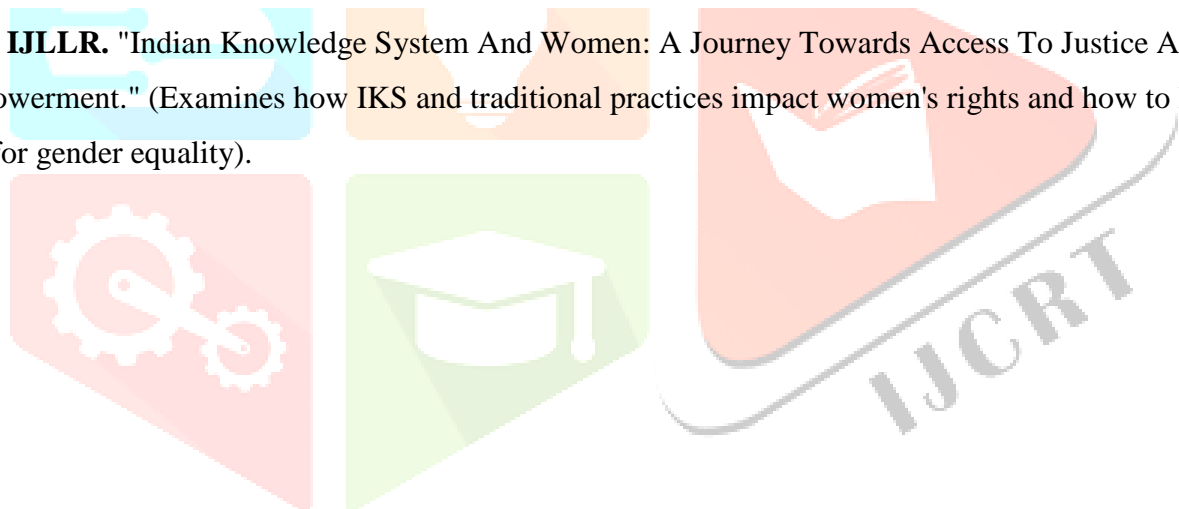 IJLLR. "Indian Knowledge System And Women: A Journey Towards Access To Justice A
owerment." (Examines how IKS and traditional practices impact women's rights and how to
for gender equality).
IJCRT